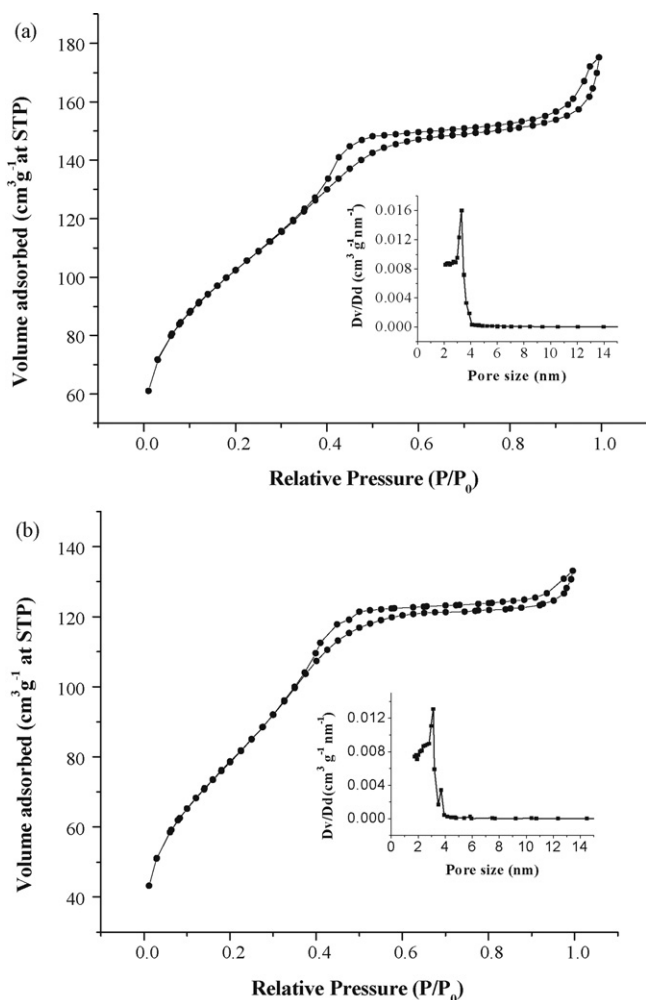 (a)
Volume adsorbed (cm³g⁻¹ at STP)
180
160
140
120
100
80
60
0.0 0.2 0.4 0.6 0.8 1.0
Relative Pressure (P/P₀)
Dv/Dd (cm³g⁻¹nm⁻¹)
0.016
0.012
0.008
0.004
0.000
0 2 4 6 8 10 12 14
Pore size (nm)
(b)
Volume adsorbed (cm³g⁻¹ at STP)
140
120
100
80
60
40
0.0 0.2 0.4 0.6 0.8 1.0
Relative Pressure (P/P₀)
Dv/Dd(cm³g⁻¹nm⁻¹)
0.012
0.008
0.004
0.000
0 2 4 6 8 10 12 14
Pore size (nm)